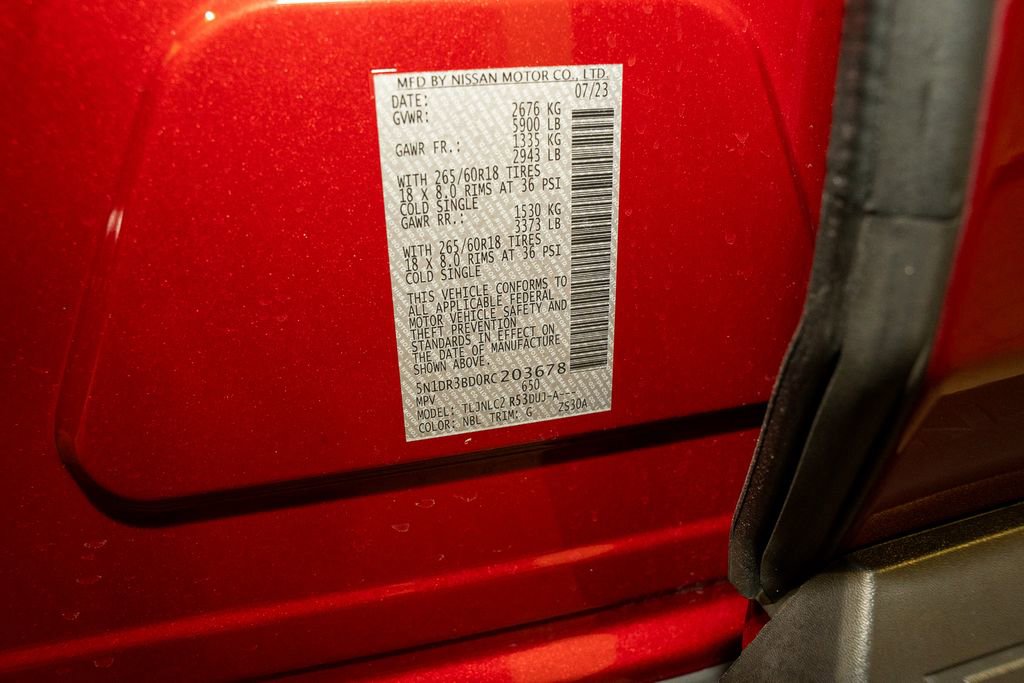 MFD BY NISSAN MOTOR CO., LTD.
DATE: 07/23
GVWR: 2676 KG
5900 LB
GAWR FR.: 1335 KG
2943 LB
WITH 265/60R18 TIRES
18 X 8.0 RIMS AT 36 PSI
COLD SINGLE
GAWR RR.: 1530 KG
3373 LB
WITH 265/60R18 TIRES
18 X 8.0 RIMS AT 36 PSI
COLD SINGLE
THIS VEHICLE CONFORMS TO
ALL APPLICABLE FEDERAL
MOTOR VEHICLE SAFETY AND
THEFT PREVENTION
STANDARDS IN EFFECT ON
THE DATE OF MANUFACTURE
SHOWN ABOVE.
5N1DR3BD0RC203678
MPV 650
MODEL: TLJNLC2 R53DUJ-A---
COLOR: NBL TRIM: G ZS30A